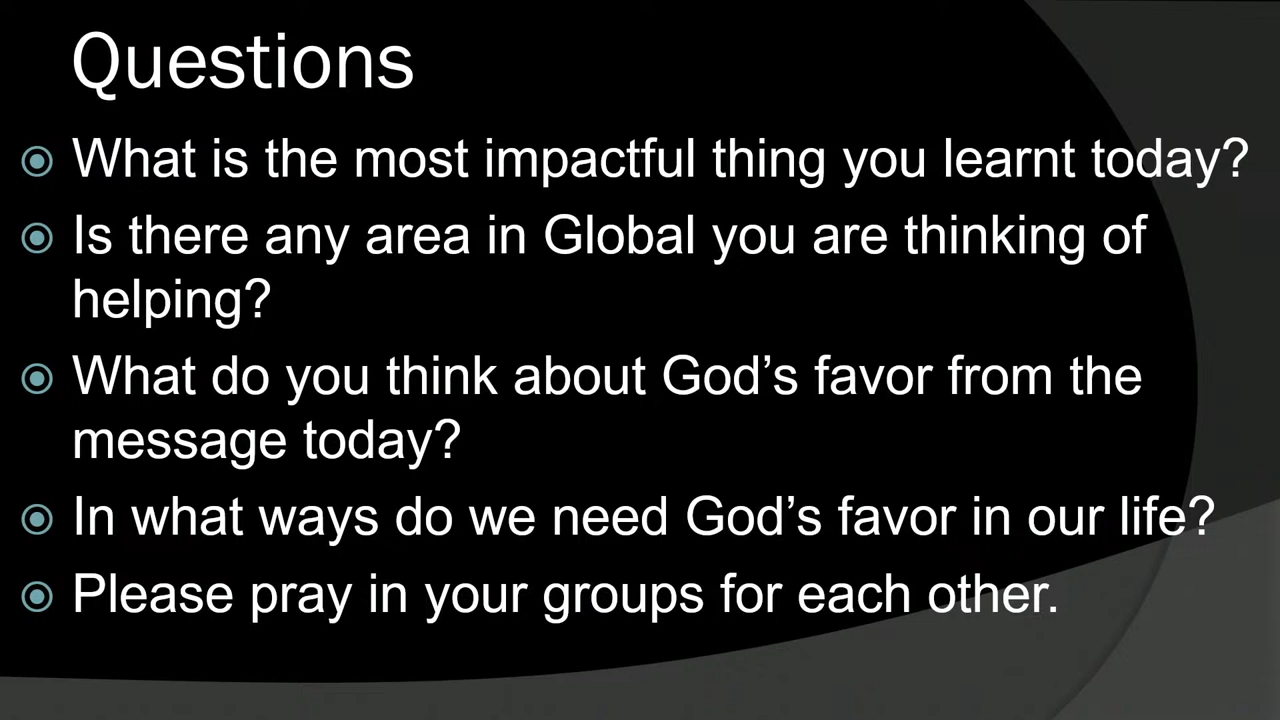 Questions
What is the most impactful thing you learnt today?
Is there any area in Global you are thinking of
helping?
What do you think about God’s favor from the
message today?
In what ways do we need God’s favor in our life?
Please pray in your groups for each other.